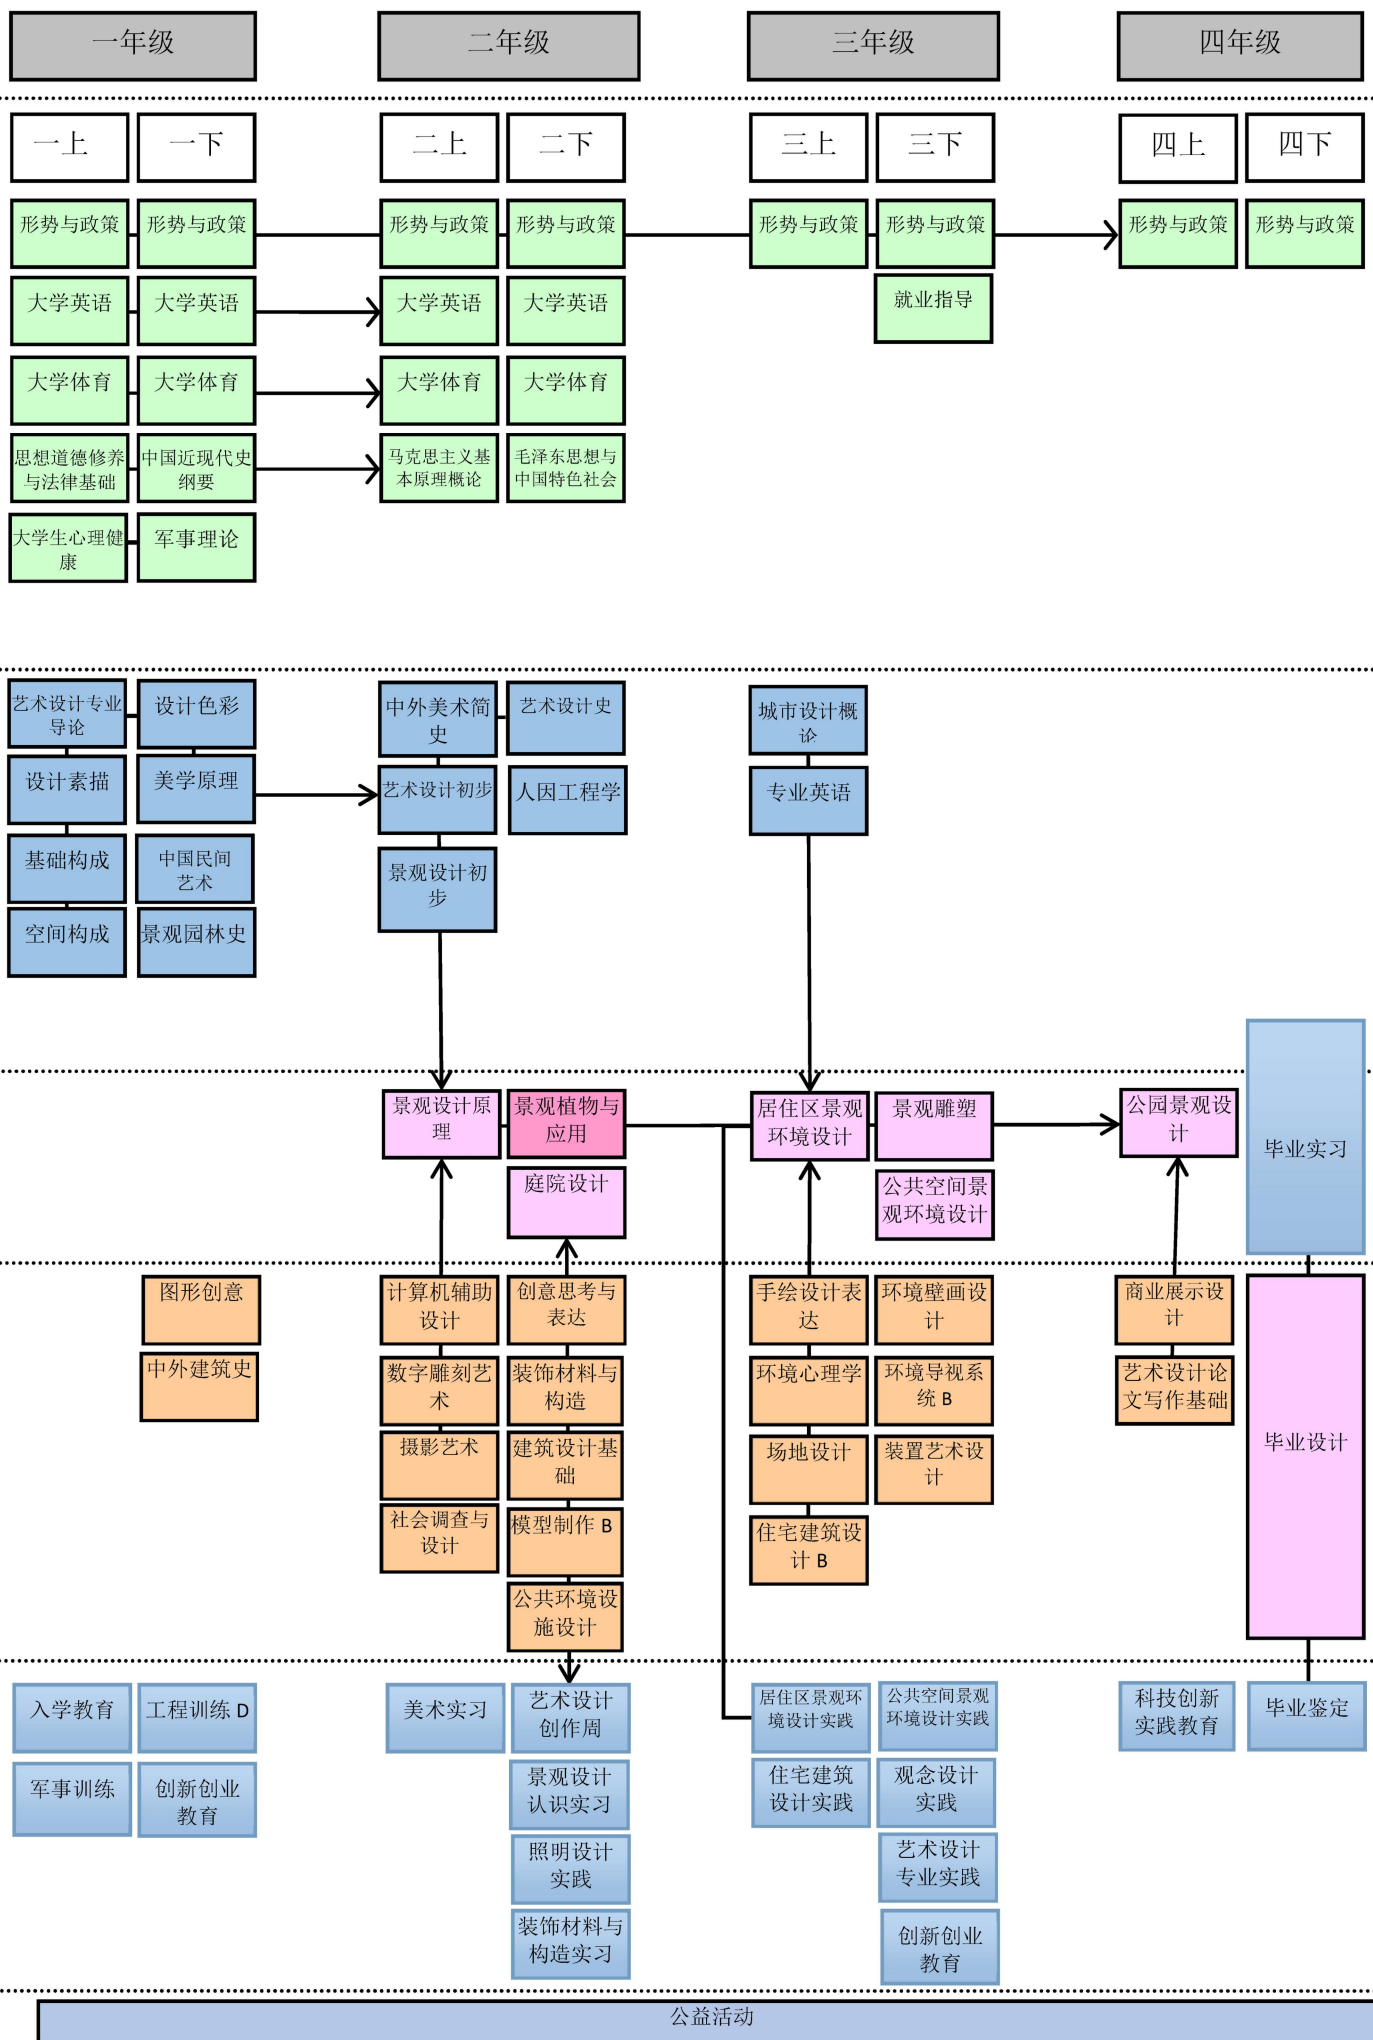 一年级
二年级
三年级
四年级
一上
一下
二上
二下
三上
三下
四上
四下
形势与政策
形势与政策
形势与政策
形势与政策
形势与政策
形势与政策
形势与政策
形势与政策
大学英语
大学英语
大学英语
大学英语
就业指导
大学体育
大学体育
大学体育
大学体育
思想道德修养
与法律基础
中国近现代史
纲要
马克思主义基
本原理概论
毛泽东思想与
中国特色社会
大学生心理健
康
军事理论
艺术设计专业
导论
设计色彩
中外美术简
史
艺术设计史
城市设计概
论
设计素描
美学原理
艺术设计初步
人因工程学
专业英语
基础构成
中国民间
艺术
景观设计初
步
空间构成
景观园林史
景观设计原
理
景观植物与
应用
居住区景观
环境设计
景观雕塑
公园景观设
计
毕业实习
庭院设计
公共空间景
观环境设计
图形创意
计算机辅助
设计
创意思考与
表达
手绘设计表
达
环境壁画设
计
商业展示设
计
中外建筑史
数字雕刻艺
术
装饰材料与
构造
环境心理学
环境导视系
统 B
艺术设计论
文写作基础
毕业设计
摄影艺术
建筑设计基
础
场地设计
装置艺术设
计
社会调查与
设计
模型制作 B
住宅建筑设
计 B
公共环境设
施设计
入学教育
工程训练 D
美术实习
艺术设计
创作周
居住区景观环
境设计实践
公共空间景观
环境设计实践
科技创新
实践教育
毕业鉴定
军事训练
创新创业
教育
景观设计
认识实习
住宅建筑
设计实践
观念设计
实践
照明设计
实践
艺术设计
专业实践
装饰材料与
构造实习
创新创业
教育
公益活动